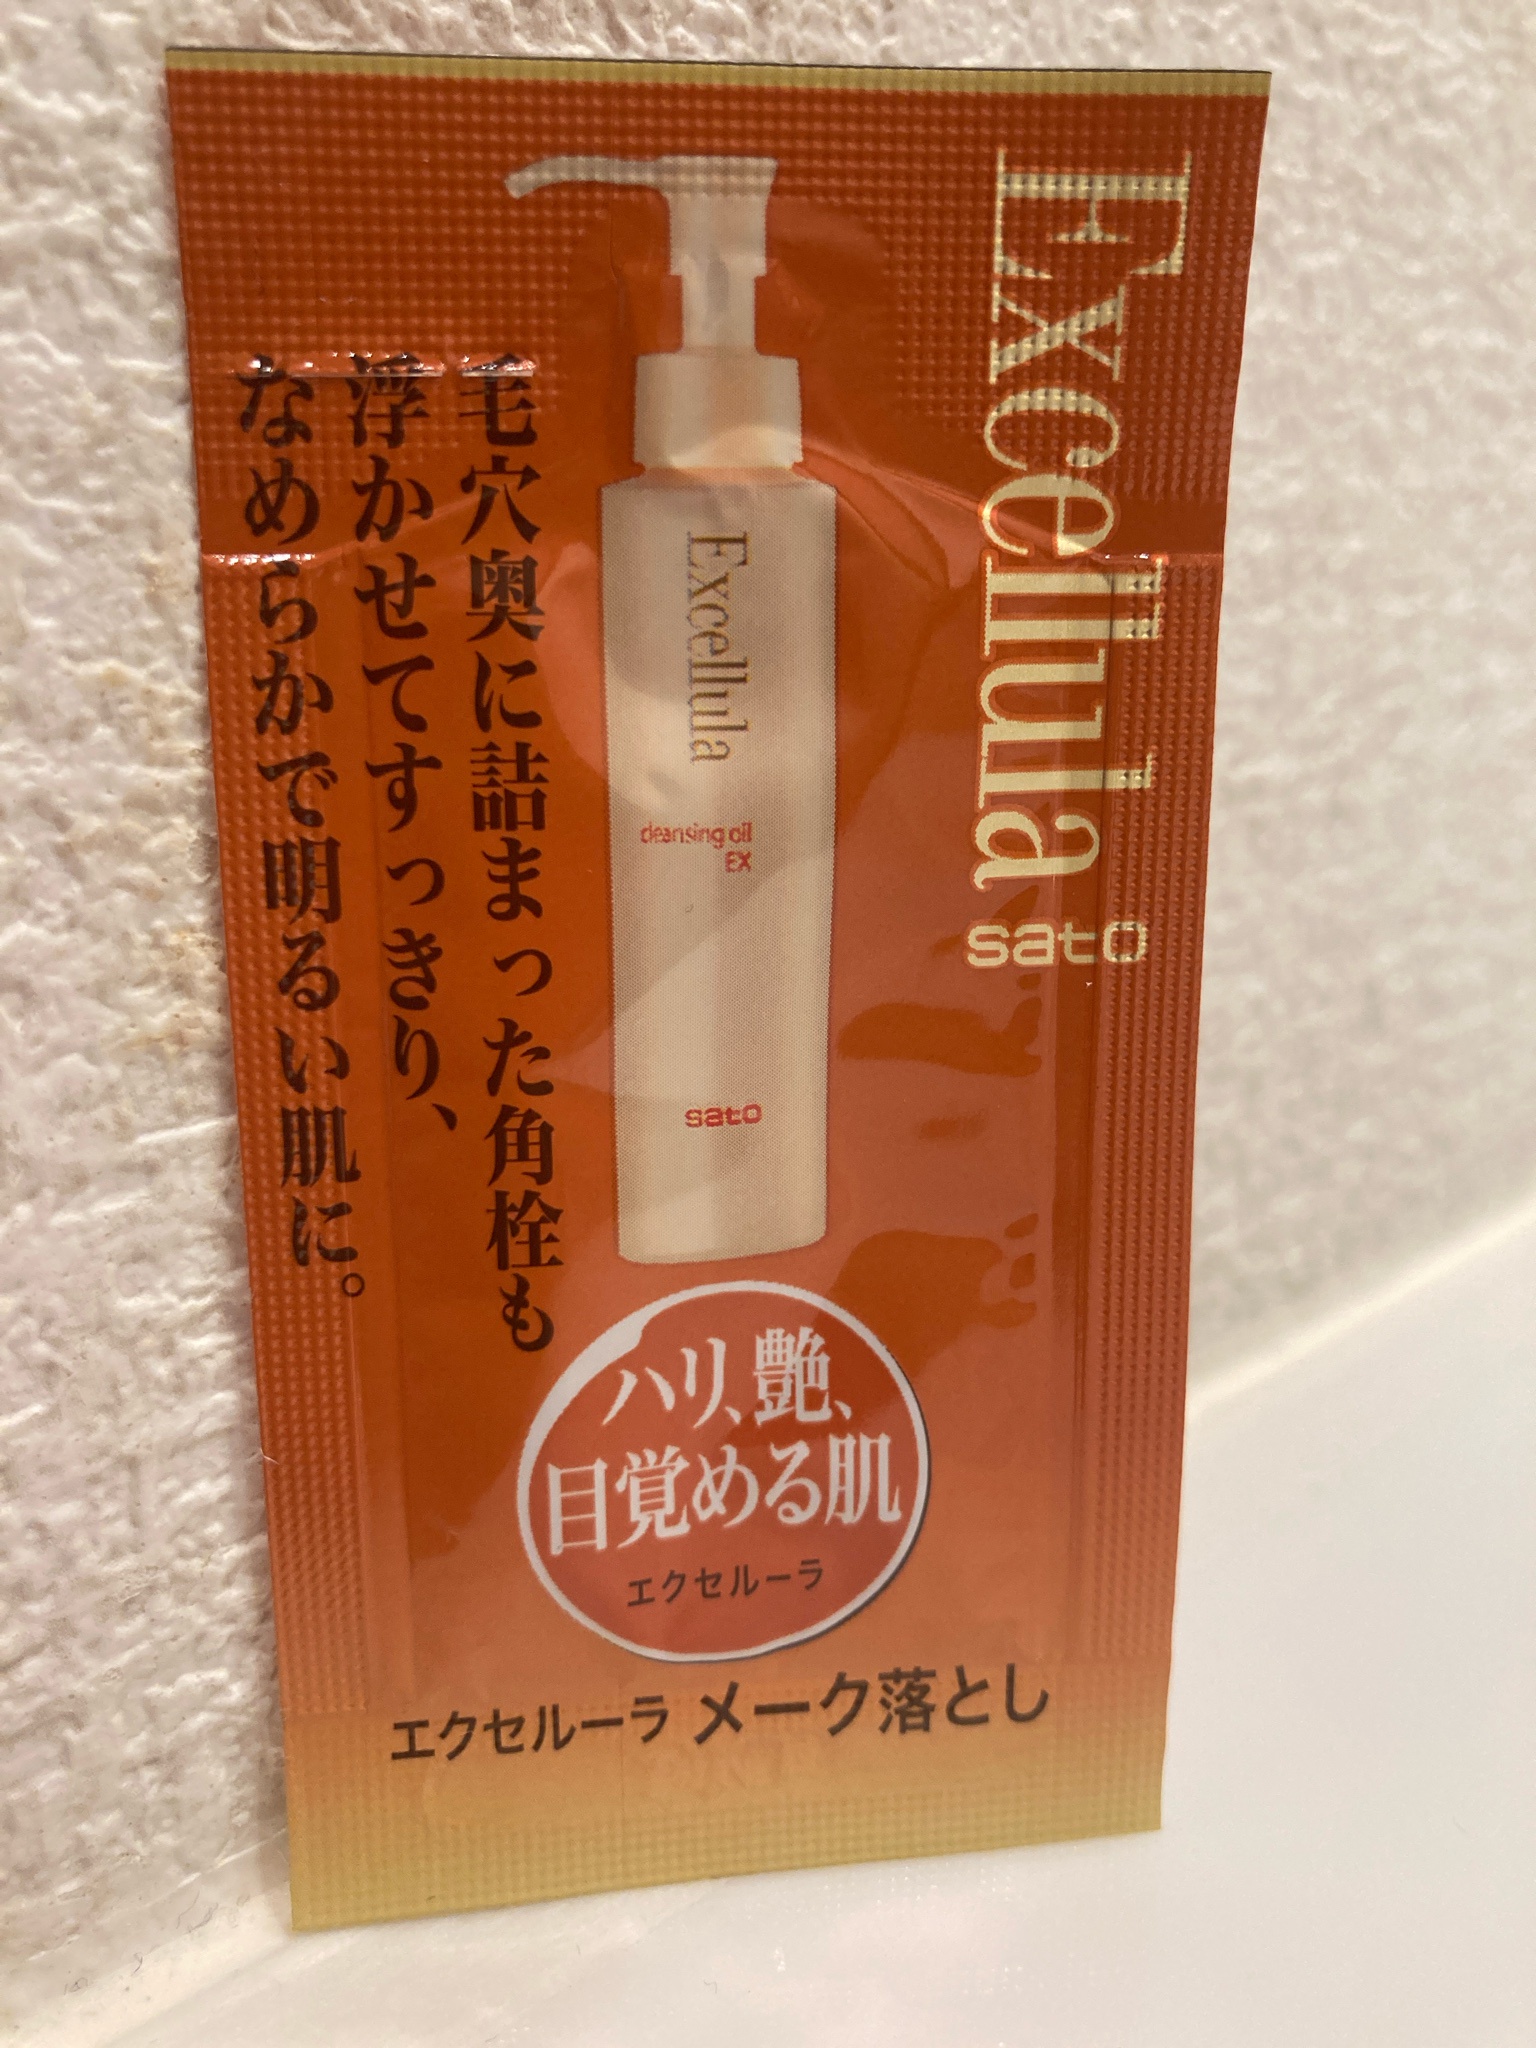 Excellula
sato
Excellula
cleansing oil
EX
sato
毛穴奥に詰まった角栓も
浮かせてすっきり、
なめらかで明るい肌に。
ハリ、艶、
目覚める肌
エクセルーラ
エクセルーラ メーク落とし